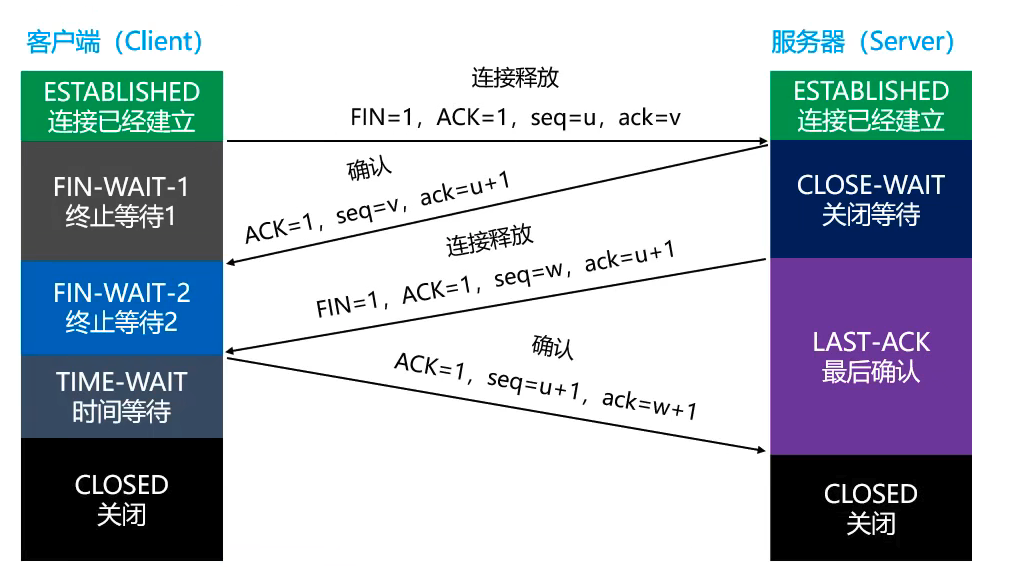 客户端（Client）
服务器（Server）
ESTABLISHED
连接已经建立
连接释放
FIN=1，ACK=1，seq=u，ack=v
ESTABLISHED
连接已经建立
FIN-WAIT-1
终止等待1
确认
ACK=1，seq=v，ack=u+1
CLOSE-WAIT
关闭等待
连接释放
FIN=1，ACK=1，seq=w，ack=u+1
FIN-WAIT-2
终止等待2
确认
ACK=1，seq=u+1，ack=w+1
LAST-ACK
最后确认
TIME-WAIT
时间等待
CLOSED
关闭
CLOSED
关闭